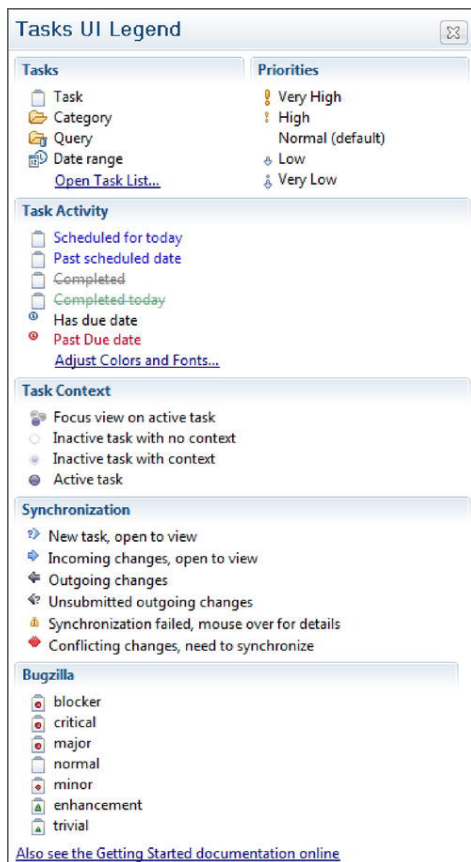 Tasks UI Legend
Tasks
Task
Category
Query
Date range
Open Task List...
Priorities
Very High
High
Normal (default)
Low
Very Low
Task Activity
Scheduled for today
Past scheduled date
Completed
Completed today
Has due date
Past Due date
Adjust Colors and Fonts...
Task Context
Focus view on active task
Inactive task with no context
Inactive task with context
Active task
Synchronization
New task, open to view
Incoming changes, open to view
Outgoing changes
Unsubmitted outgoing changes
Synchronization failed, mouse over for details
Conflicting changes, need to synchronize
Bugzilla
blocker
critical
major
normal
minor
enhancement
trivial
Also see the Getting Started documentation online